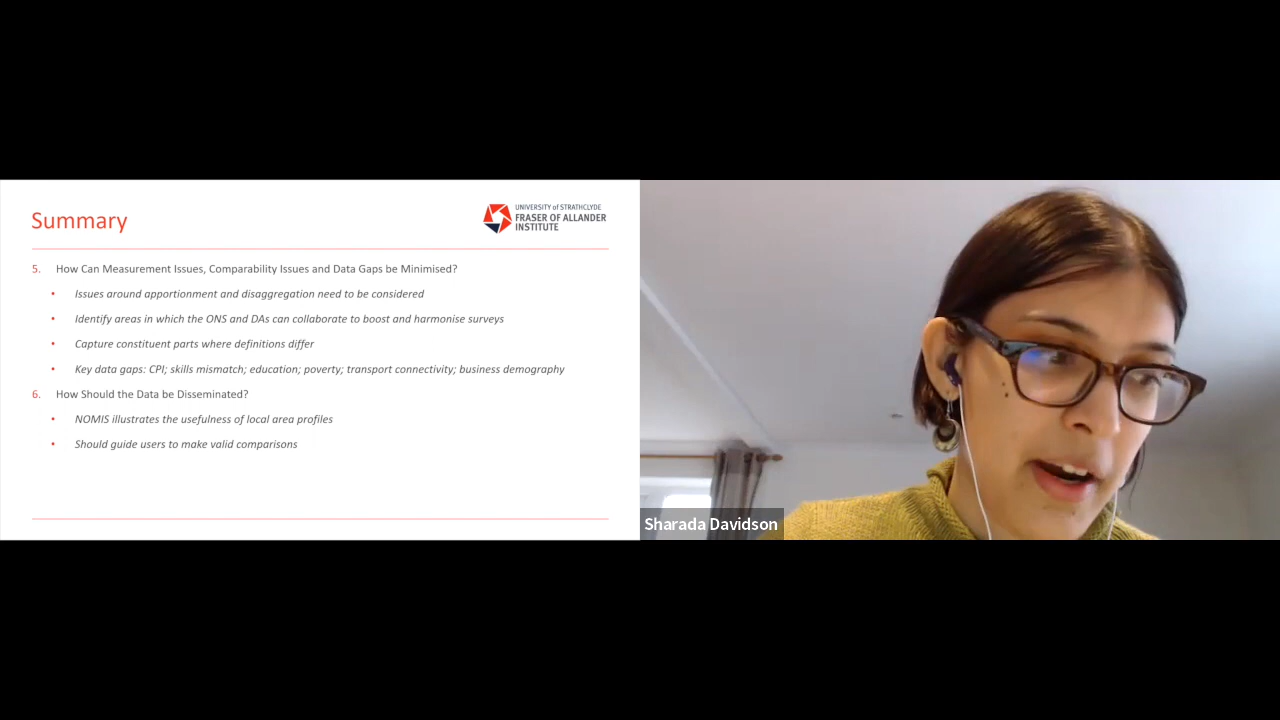 Summary
UNIVERSITY of STRATHCLYDE
FRASER OF ALLANDER
INSTITUTE
5. How Can Measurement Issues, Comparability Issues and Data Gaps be Minimised?
• Issues around apportionment and disaggregation need to be considered
• Identify areas in which the ONS and DAs can collaborate to boost and harmonise surveys
• Capture constituent parts where definitions differ
• Key data gaps: CPI; skills mismatch; education; poverty; transport connectivity; business demography
6. How Should the Data be Disseminated?
• NOMIS illustrates the usefulness of local area profiles
• Should guide users to make valid comparisons
Sharada Davidson